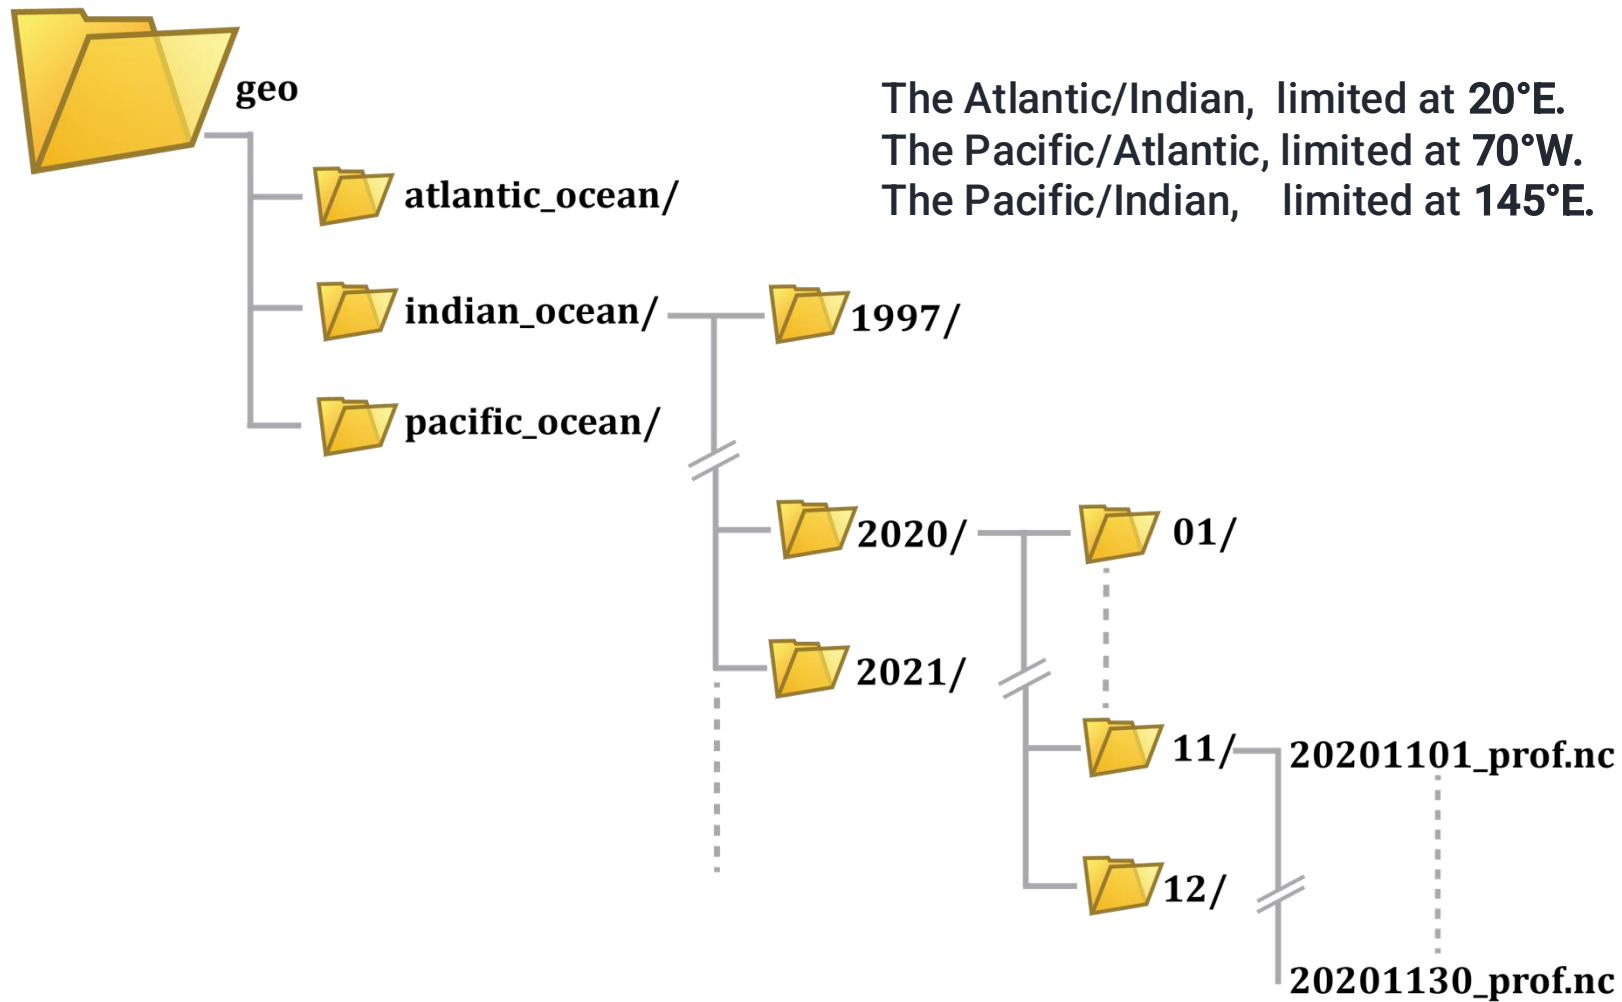 geo
The Atlantic/Indian, limited at 20°E.
The Pacific/Atlantic, limited at 70°W.
The Pacific/Indian, limited at 145°E.
atlantic_ocean/
indian_ocean/
1997/
pacific_ocean/
2020/
01/
2021/
11/
20201101_prof.nc
12/
20201130_prof.nc